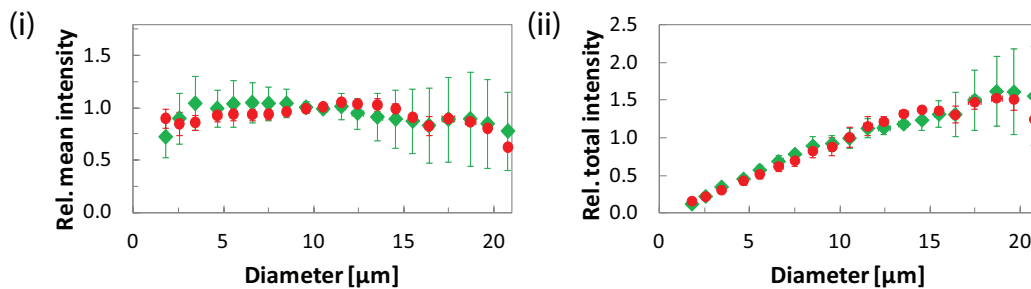 (i)
Rel. mean intensity
1.5
1.0
0.5
0.0
0 5 10 15 20
Diameter [µm]
(ii)
Rel. total intensity
2.5
2.0
1.5
1.0
0.5
0.0
0 5 10 15 20
Diameter [µm]